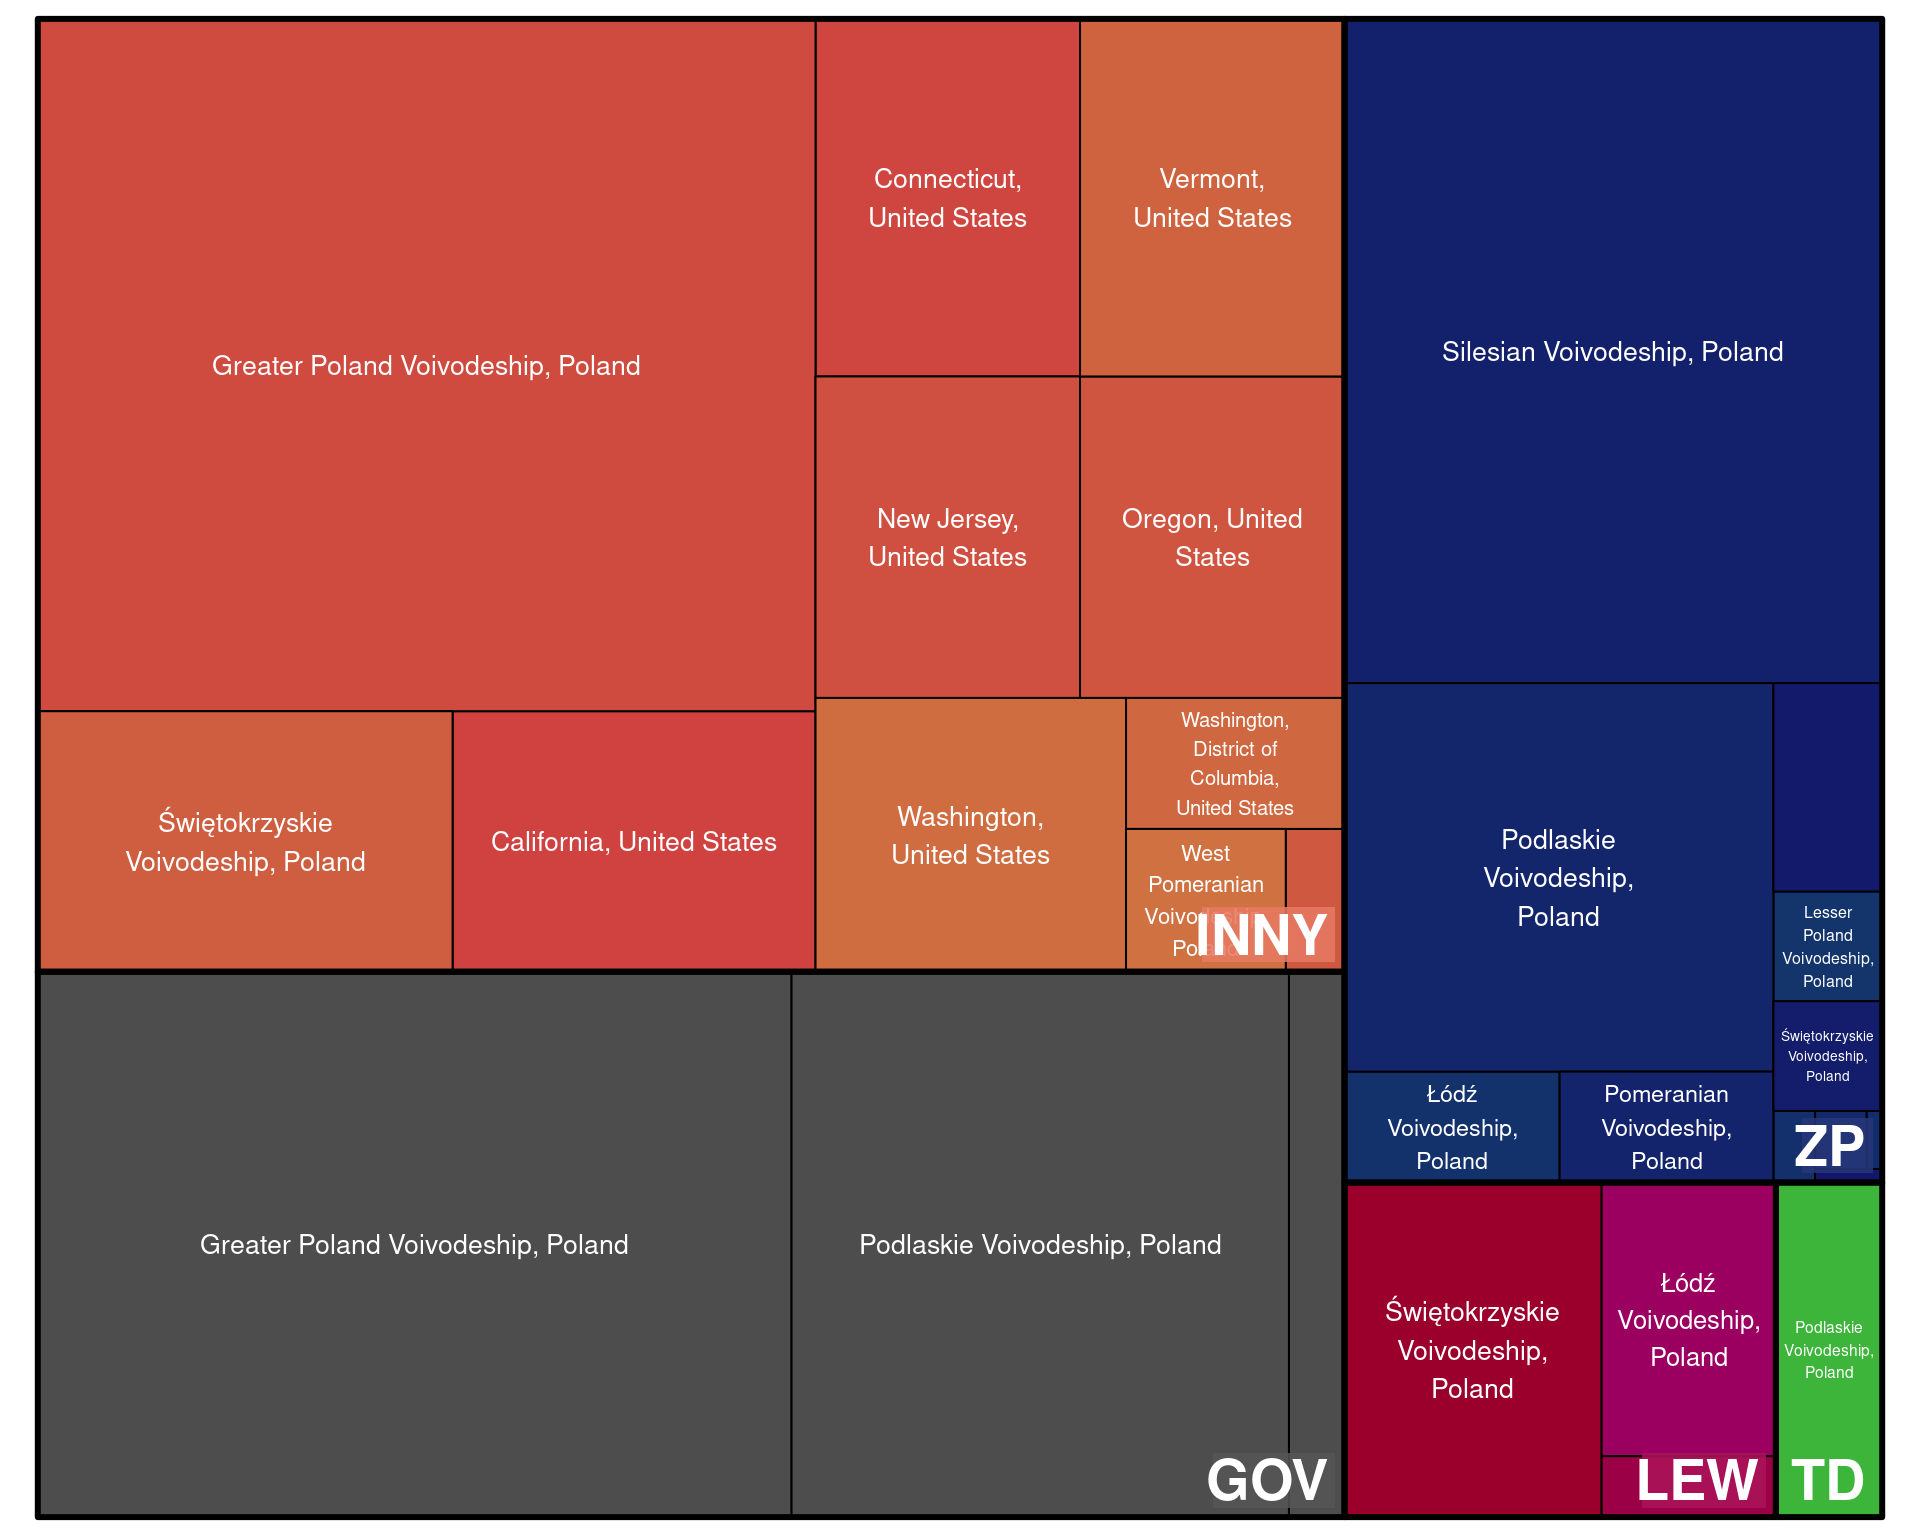 Greater Poland Voivodeship, Poland
Connecticut,
United States
Vermont,
United States
New Jersey,
United States
Oregon, United
States
Świętokrzyskie
Voivodeship, Poland
California, United States
Washington,
United States
Washington,
District of
Columbia,
United States
West
Pomeranian
INNY
Greater Poland Voivodeship, Poland
Podlaskie Voivodeship, Poland
GOV
Silesian Voivodeship, Poland
Podlaskie
Voivodeship,
Poland
Lesser
Poland
Voivodeship,
Poland
Świętokrzyskie
Voivodeship,
Poland
Łódź
Voivodeship,
Poland
Pomeranian
Voivodeship,
Poland
ZP
Świętokrzyskie
Voivodeship,
Poland
Łódź
Voivodeship,
Poland
LEW
Podlaskie
Voivodeship,
Poland
TD